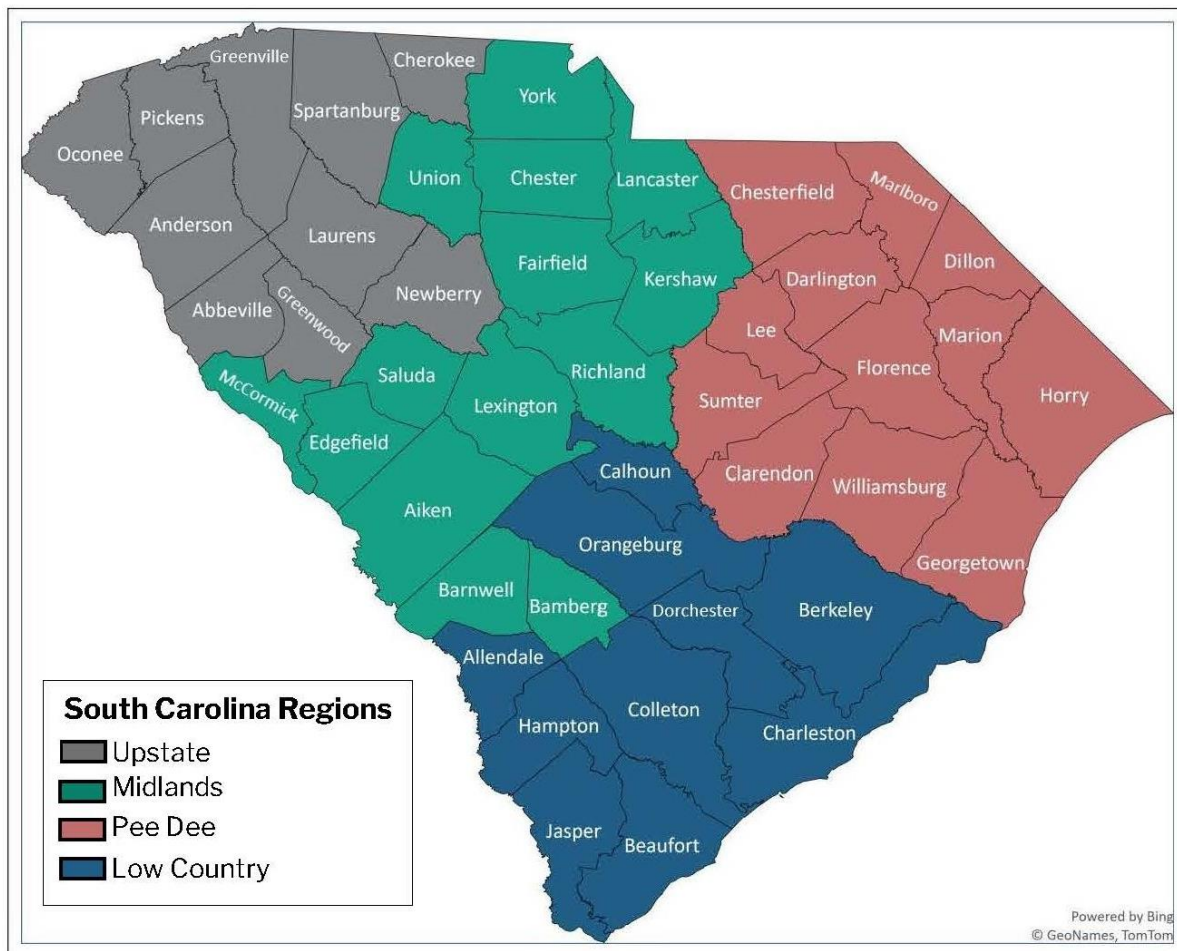 Greenville
Cherokee
York
Spartanburg
Pickens
Oconee
Union
Chester
Lancaster
Chesterfield
Marlboro
Anderson
Laurens
Fairfield
Kershaw
Darlington
Dillon
Abbeville
Greenwood
Newberry
Lee
Marion
Saluda
Richland
Florence
McCormick
Lexington
Sumter
Horry
Edgefield
Calhoun
Clarendon
Williamsburg
Aiken
Orangeburg
Georgetown.
Barnwell
Bamberg
Dorchester
Berkeley
Allendale
Hampton
Colleton
Charleston
Jasper
Beaufort
South Carolina Regions
Upstate
Midlands
Pee Dee
Low Country
Powered by Bing
© GeoNames, TomTom